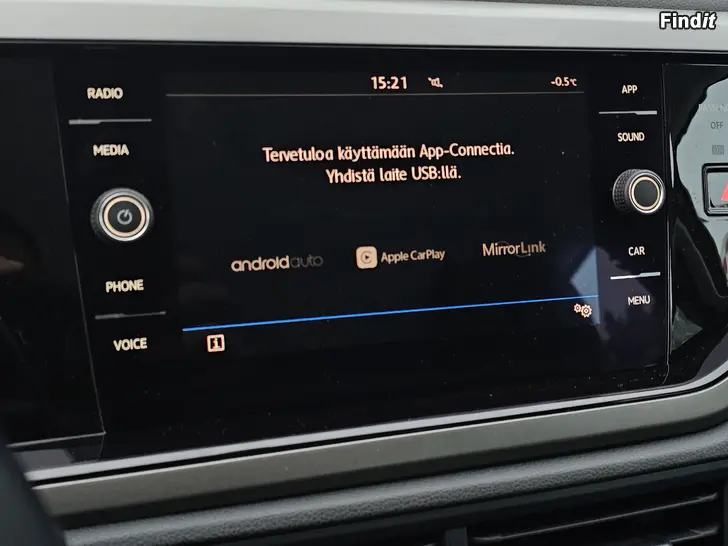 Findit
RADIO
15:21
-0.5°C
APP
MEDIA
Tervetuloa käyttämään App-Connectia.
Yhdistä laite USB:llä.
SOUND
OFF
androidauto
Apple CarPlay
MirrorLink
CAR
PHONE
MENU
VOICE